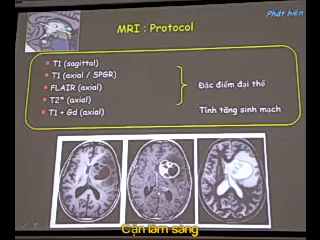 Phát hiện
MRI : Protocol
T1 (sagittal)
T1 (axial / SPGR)
FLAIR (axial)
T2* (axial)
T1 + Gd (axial)
Đặc điểm đại thể
Tính tăng sinh mạch
Cận lâm sàng